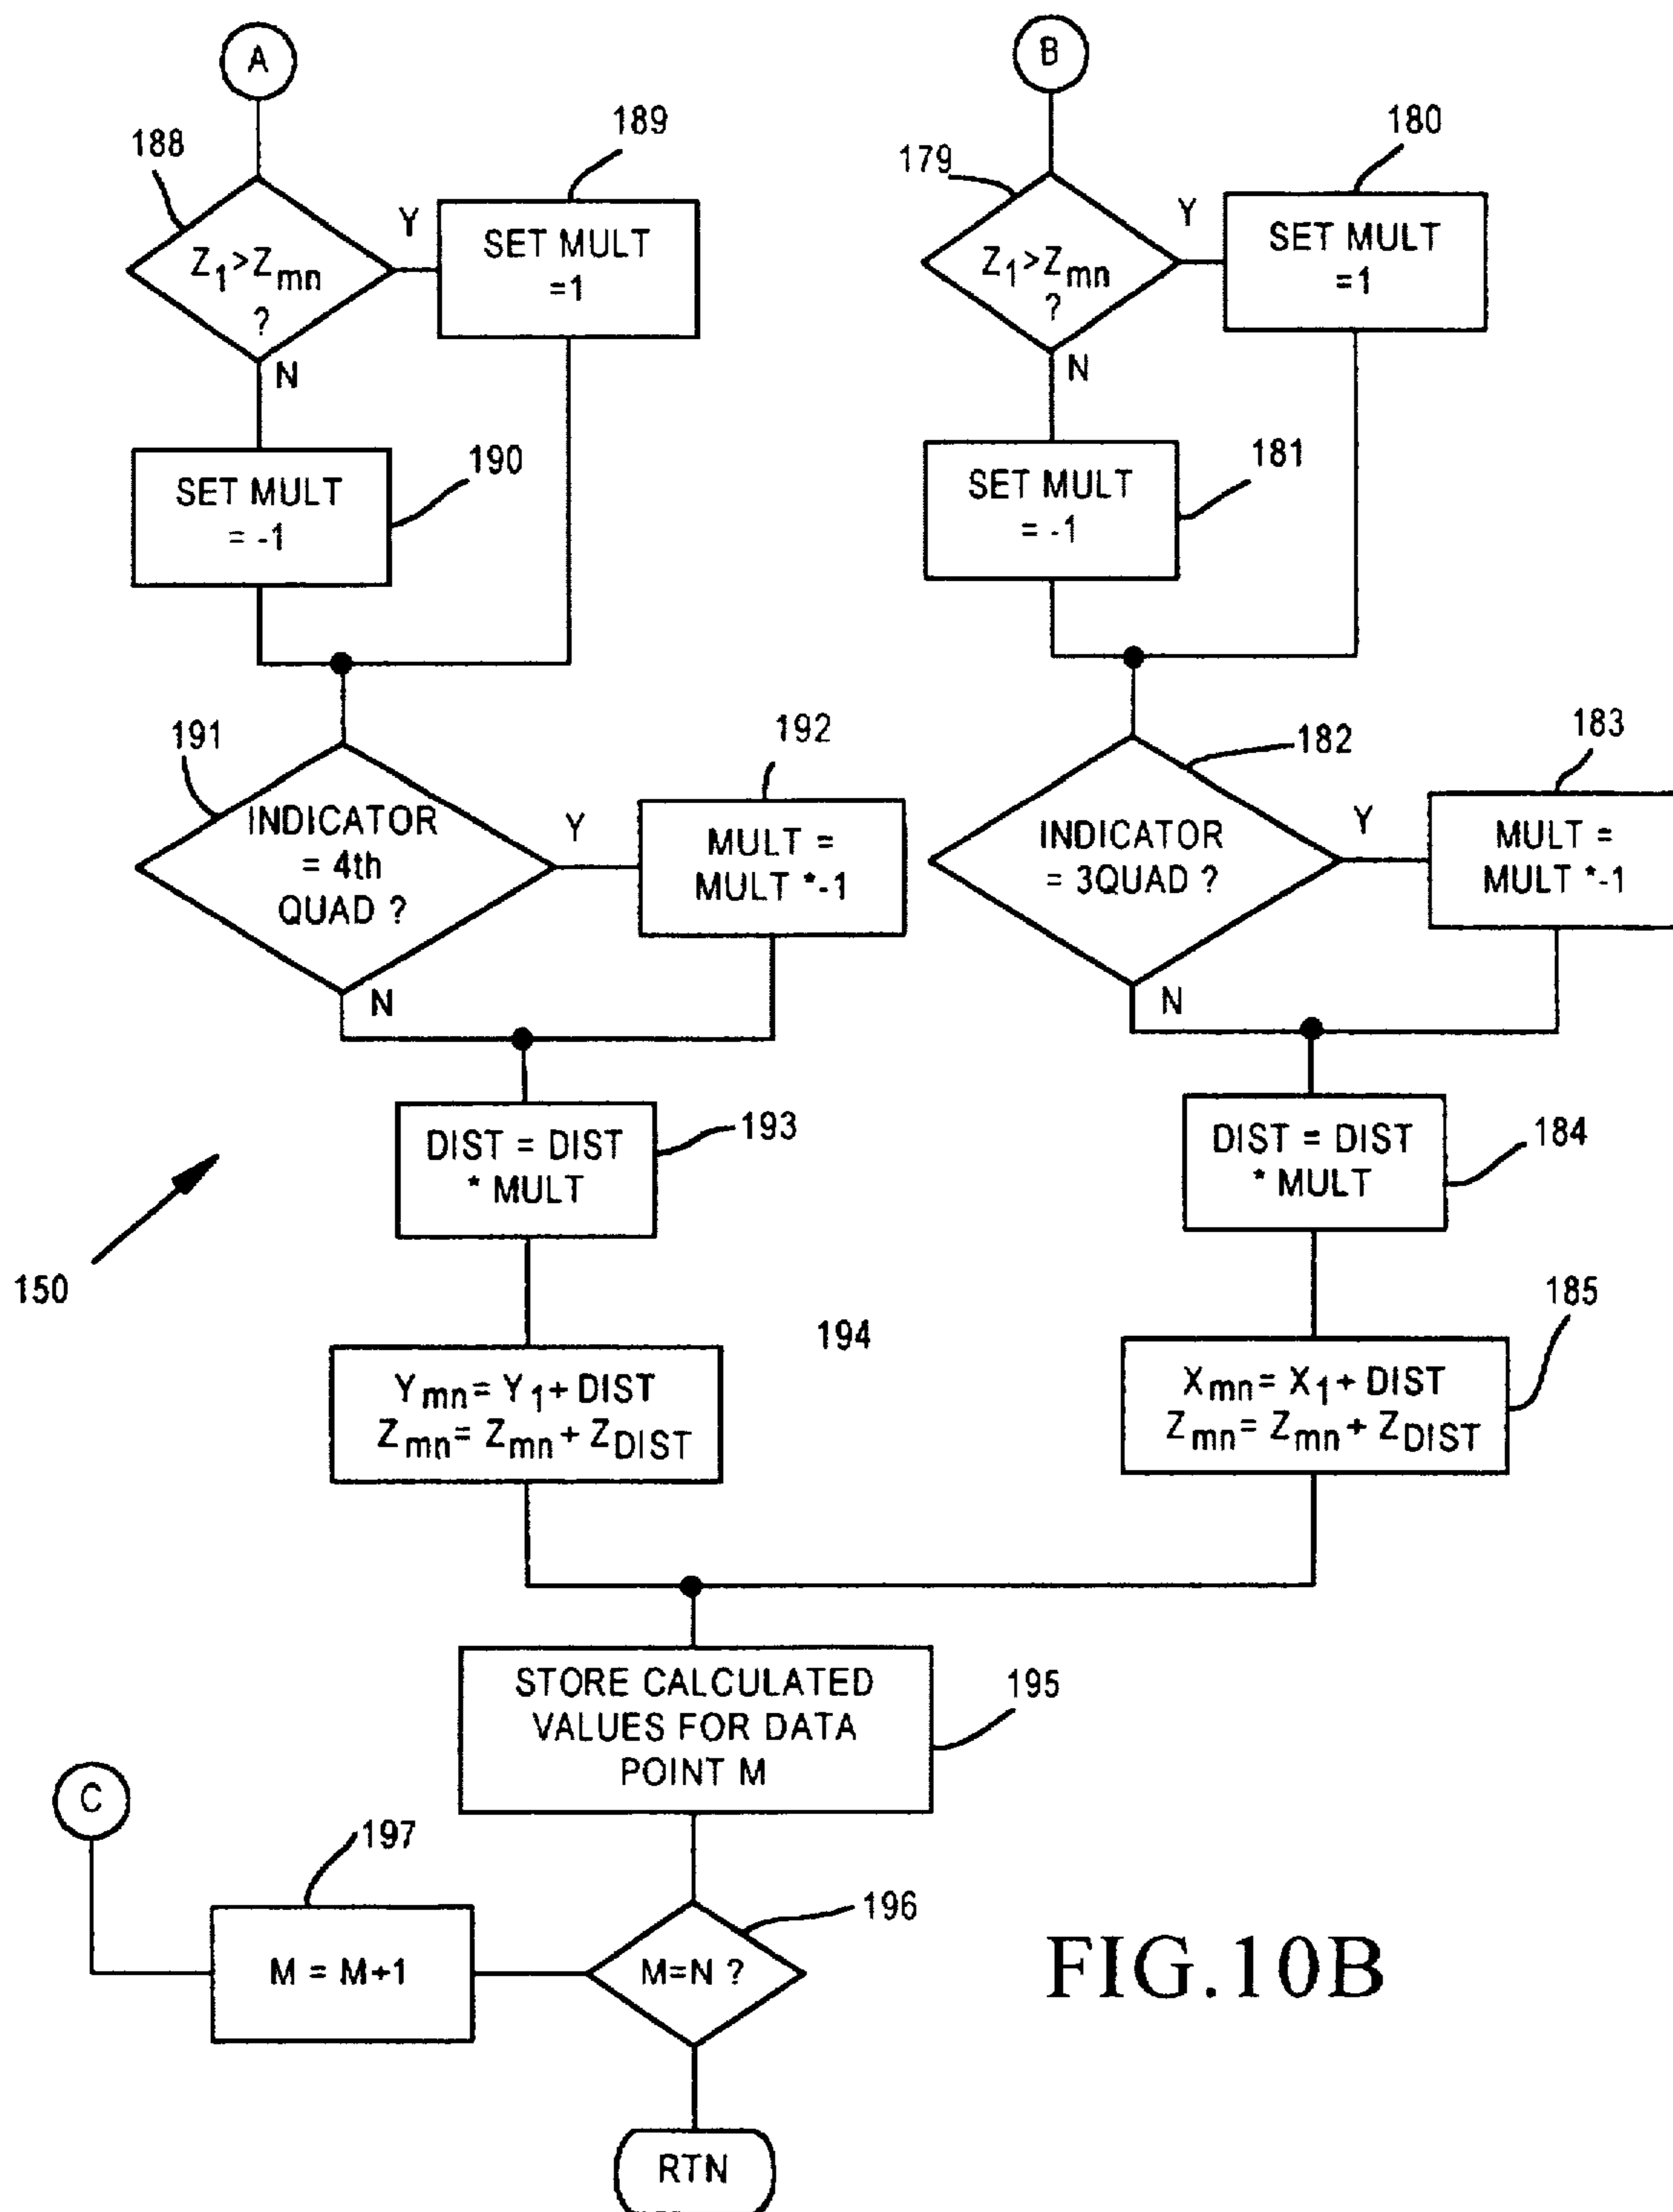 A
B
188
189
179
180
Z1>Zmn
?
Y
N
SET MULT
=1
Z1>Zmn
?
Y
N
SET MULT
=1
190
SET MULT
= -1
181
SET MULT
= -1
191
INDICATOR
= 4th
QUAD ?
Y
N
192
MULT =
MULT *-1
182
INDICATOR
= 3QUAD ?
Y
N
183
MULT =
MULT *-1
193
DIST = DIST
* MULT
184
DIST = DIST
* MULT
150
194
Ymn= Y1+ DIST
Zmn= Zmn+ ZDIST
185
Xmn= X1+ DIST
Zmn= Zmn+ ZDIST
195
STORE CALCULATED
VALUES FOR DATA
POINT M
C
197
M = M+1
196
M=N ?
FIG.10B
RTN